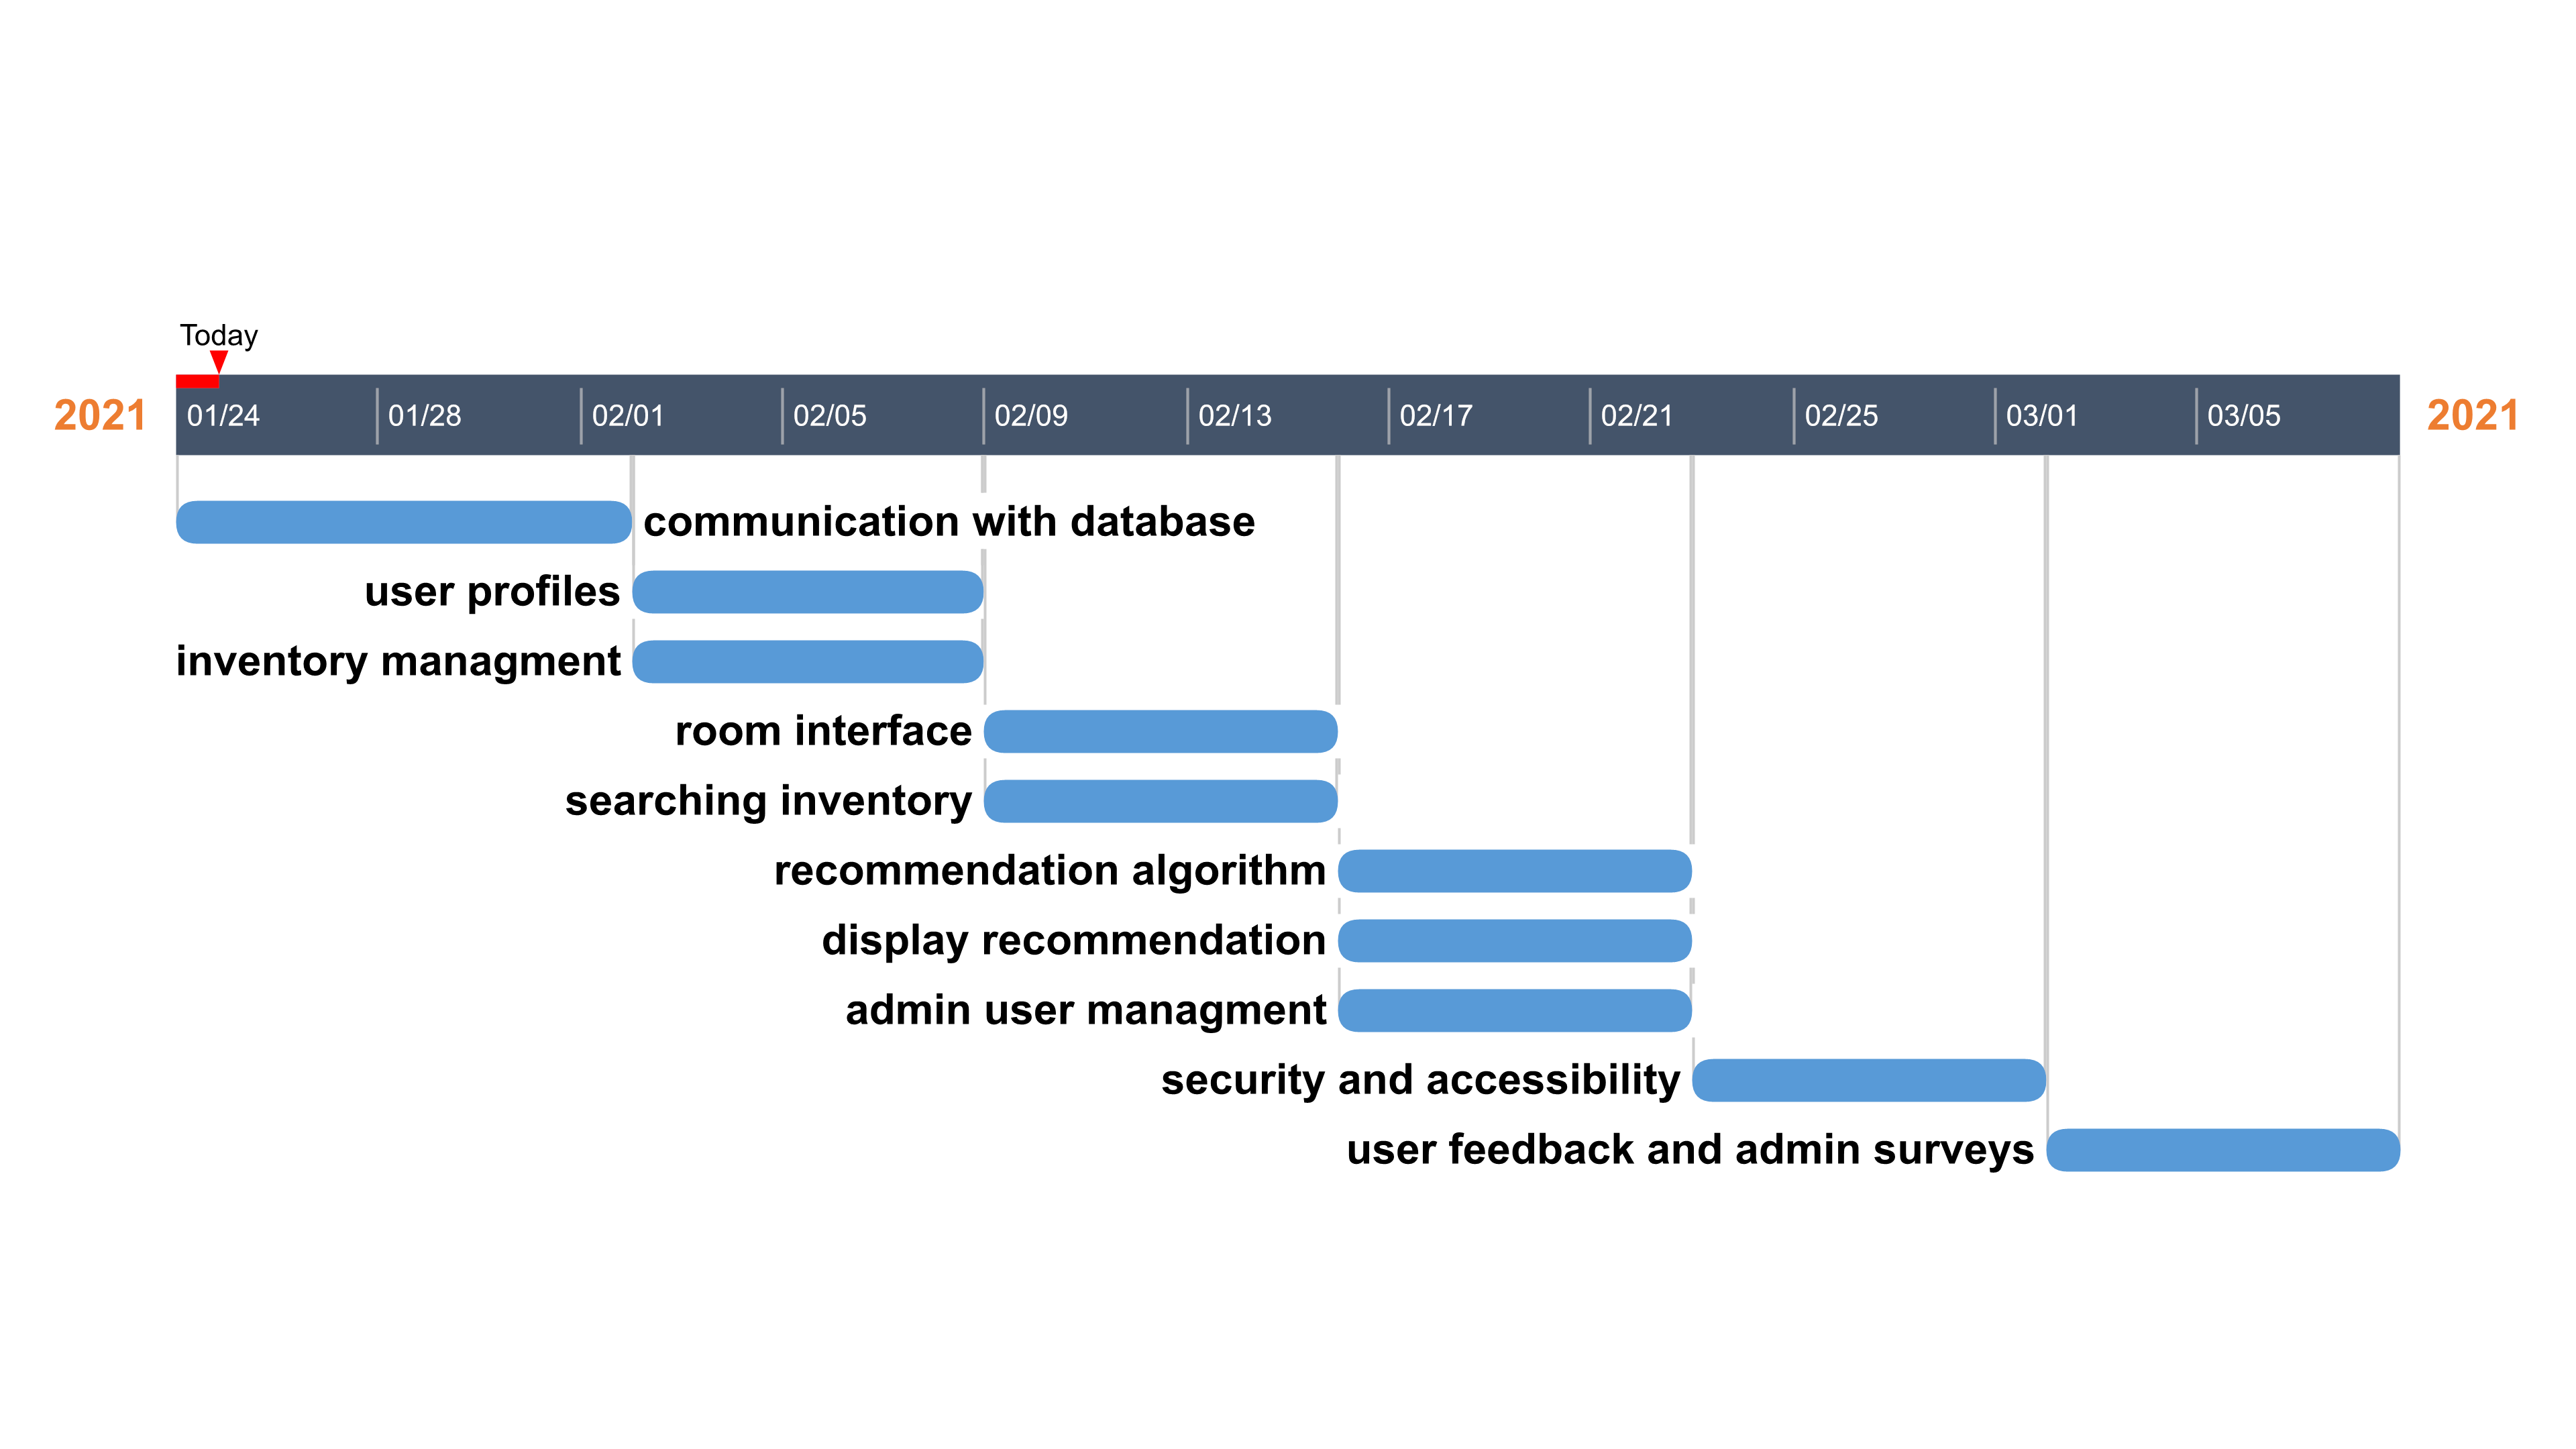 Today
2021 01/24 01/28 02/01 02/05 02/09 02/13 02/17 02/21 02/25 03/01 03/05 2021
communication with database
user profiles
inventory managment
room interface
searching inventory
recommendation algorithm
display recommendation
admin user managment
security and accessibility
user feedback and admin surveys